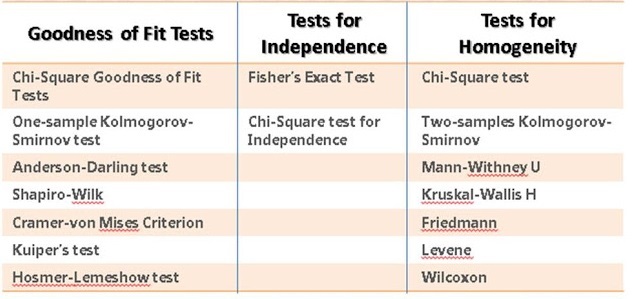 Goodness of Fit Tests
Tests for
Independence
Tests for
Homogeneity
Chi-Square Goodness of Fit
Tests
Fisher's Exact Test
Chi-Square test
One-sample Kolmogorov-
Smirnov test
Chi-Square test for
Independence
Two-samples Kolmogorov-
Smirnov
Anderson-Darling test
Mann-Withney U
Shapiro-Wilk
Kruskal-Wallis H
Cramer-von Mises Criterion
Friedmann
Kuiper's test
Levene
Hosmer-Lemeshow test
Wilcoxon